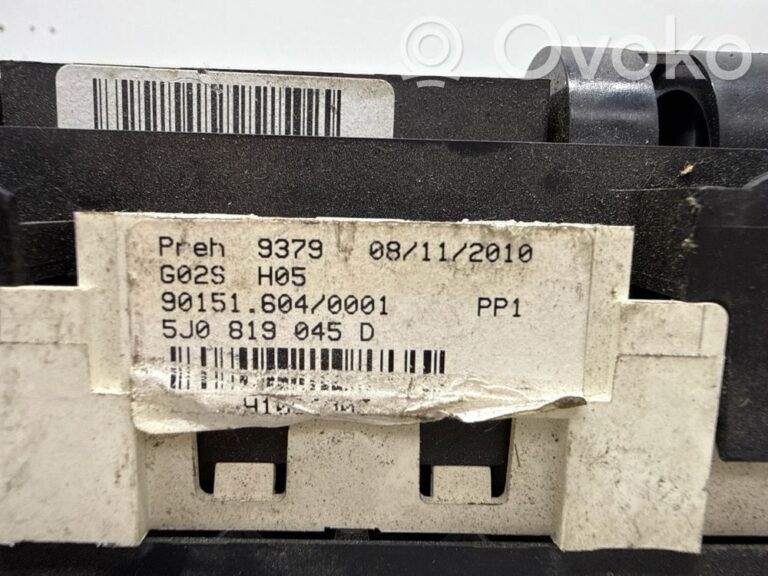 Ovoko
Preh 9379 08/11/2010
G02S H05
90151.604/0001 PP1
5J0 819 045 D